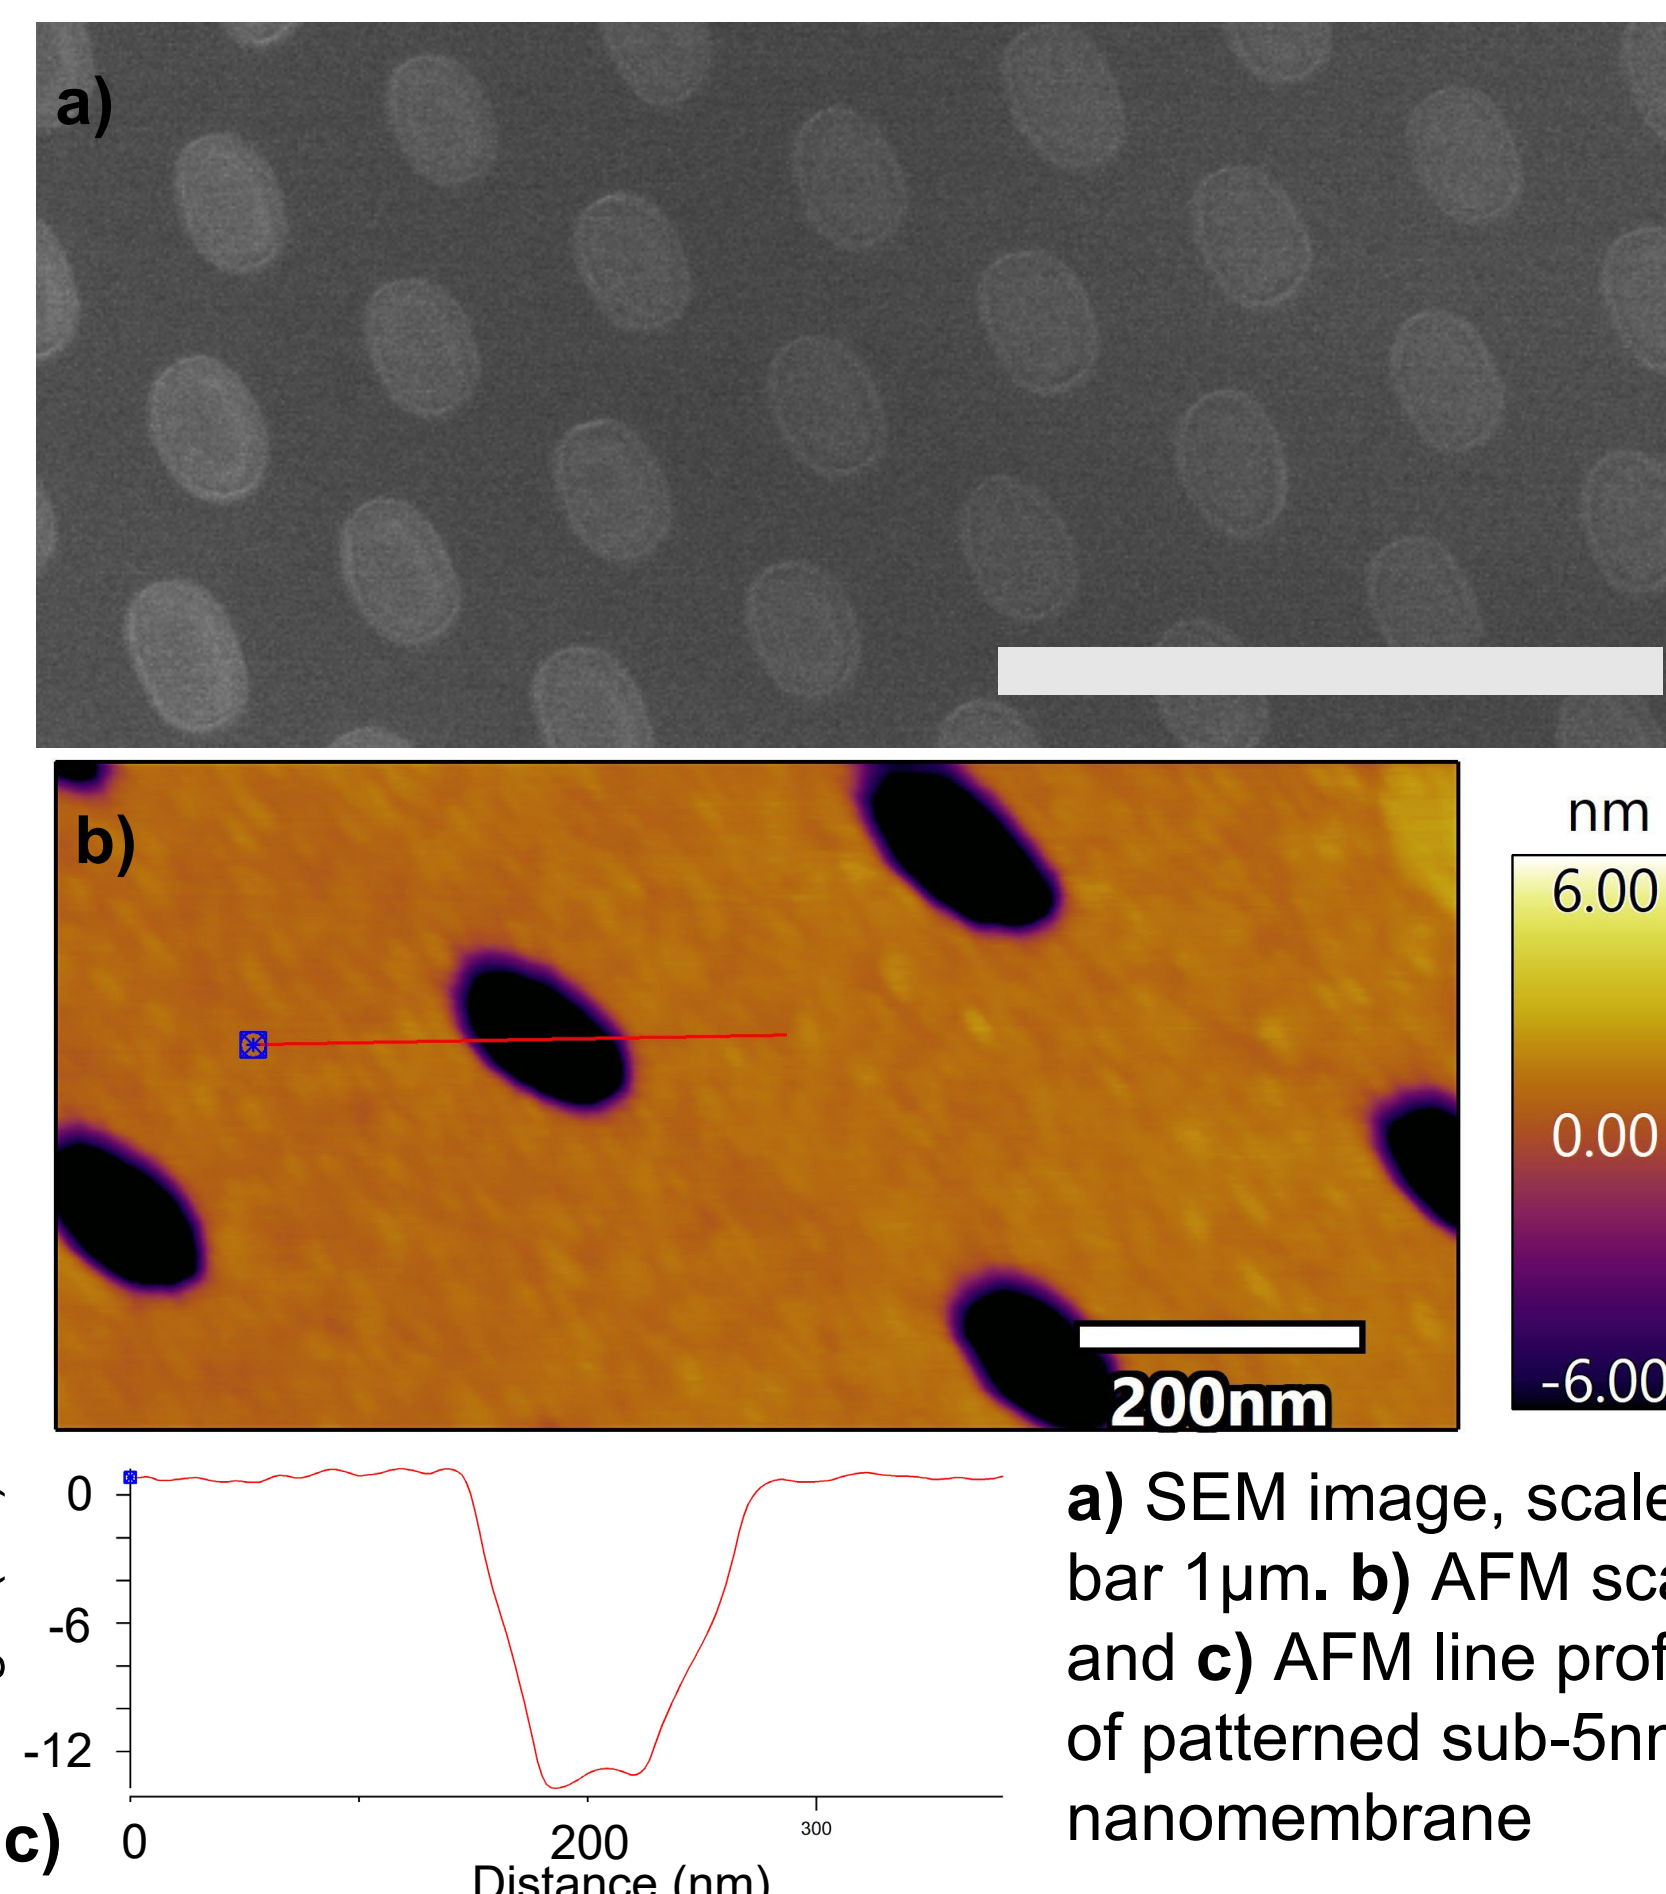 a)
b)
nm
6.00
0.00
-6.00
200nm
0
-6
-12
c)
0
200
300
Distance (nm)
a) SEM image, scale
bar 1µm. b) AFM sca
and c) AFM line prof
of patterned sub-5nm
nanomembrane